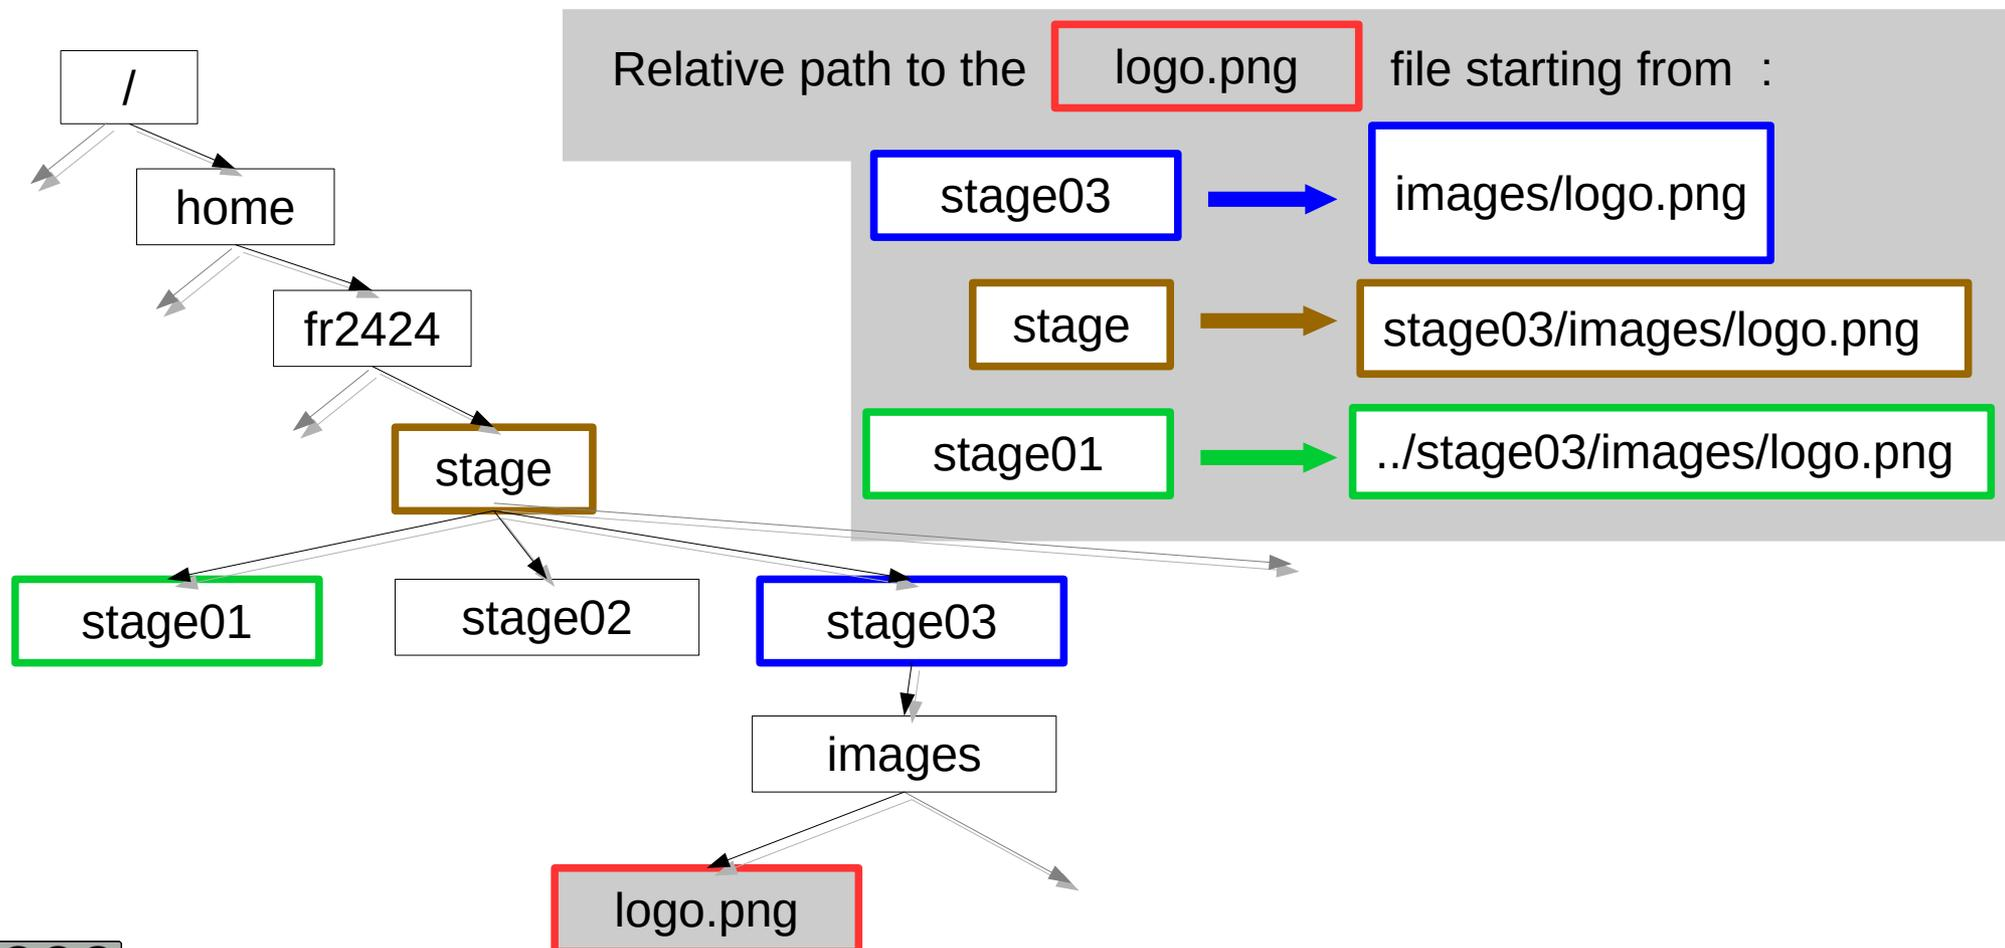 Relative path to the logo.png file starting from :
/
home
fr2424
stage
stage01
stage02
stage03
images
logo.png
stage03 images/logo.png
stage stage03/images/logo.png
stage01 ../stage03/images/logo.png